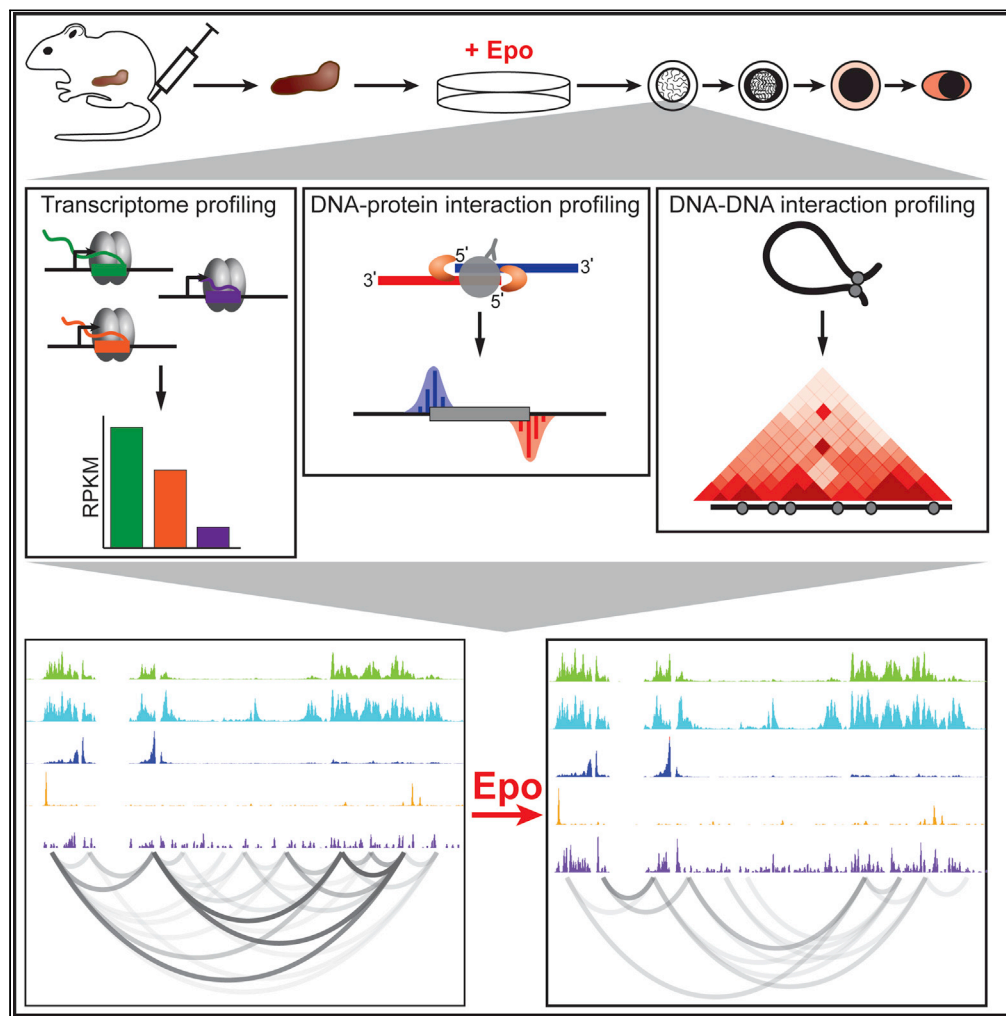 + Epo
Transcriptome profiling
DNA-protein interaction profiling
DNA-DNA interaction profiling
5'
3'
3'
5'
RPKM
Epo